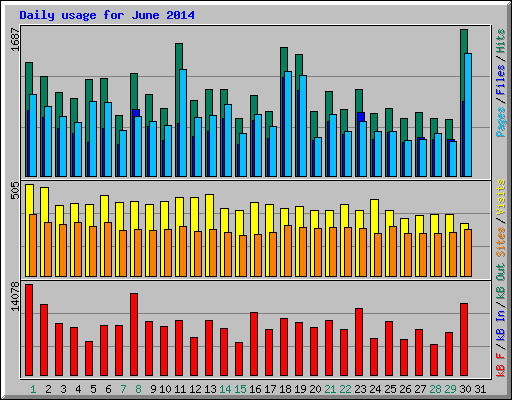 Daily usage for June 2014
1687
Pages / Files / Hits
505
Sites / Visits
14078
kB F / kB In / kB Out
1 2 3 4 5 6 7 8 9 10 11 12 13 14 15 16 17 18 19 20 21 22 23 24 25 26 27 28 29 30 31